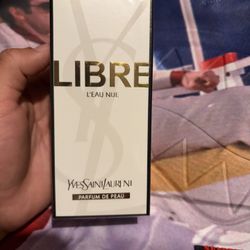 LIBRE
L'EAU NUE
YVESSAINTLAURENT
PARFUM DE PEAU